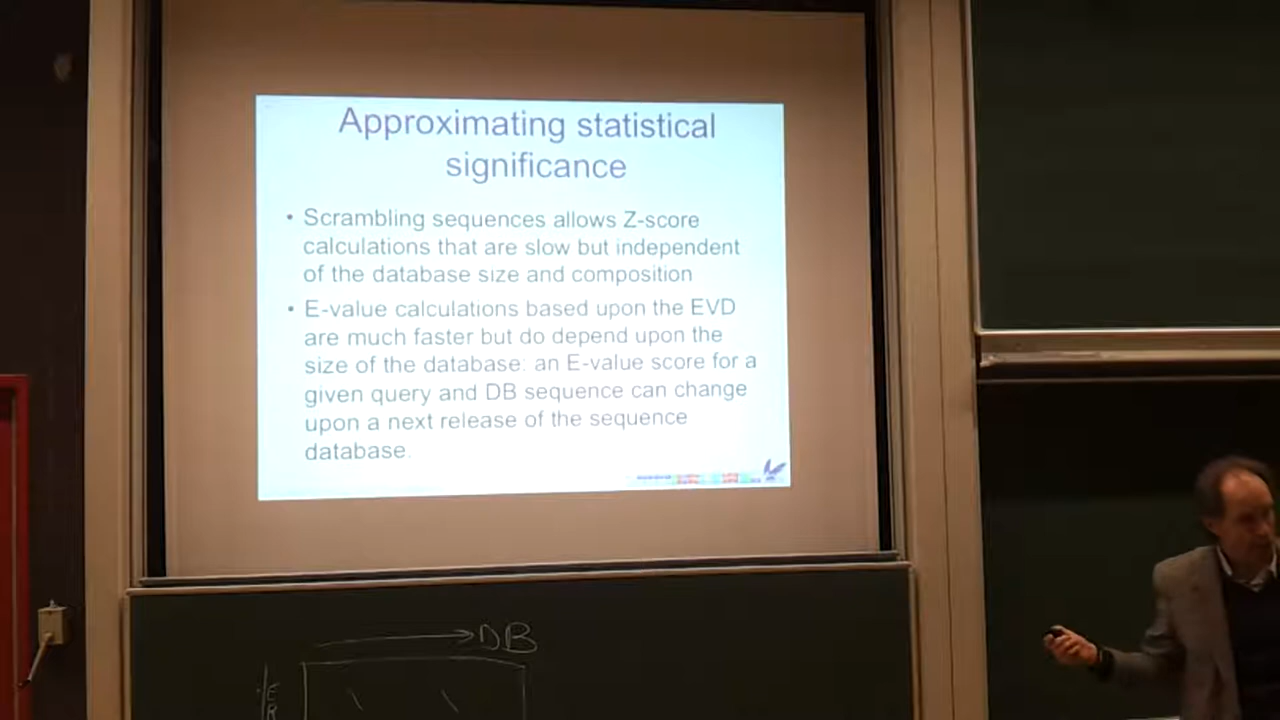 Approximating statistical
significance
• Scrambling sequences allows Z-score
calculations that are slow but independent
of the database size and composition
• E-value calculations based upon the EVD
are much faster but do depend upon the
size of the database: an E-value score for a
given query and DB sequence can change
upon a next release of the sequence
database.
DB